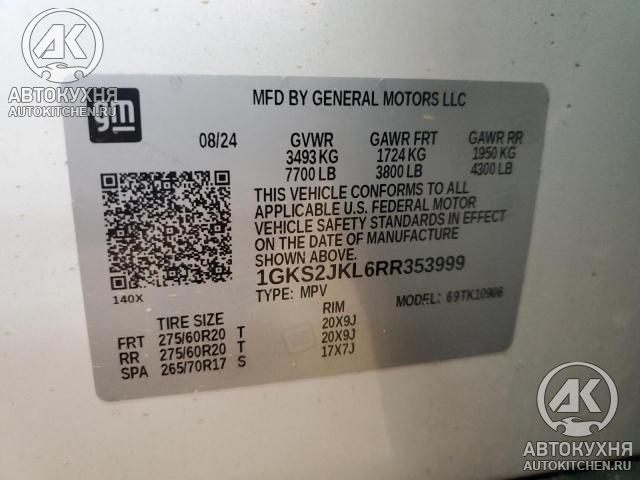 АВТОКУХНЯ
WWW.AUTOKITCHEN.RU
gm
MFD BY GENERAL MOTORS LLC
08/24 GVWR GAWR FRT GAWR RR
3493 KG 1724 KG 1950 KG
7700 LB 3800 LB 4300 LB
THIS VEHICLE CONFORMS TO ALL
APPLICABLE U.S. FEDERAL MOTOR
VEHICLE SAFETY STANDARDS IN EFFECT
ON THE DATE OF MANUFACTURE
SHOWN ABOVE.
1GKS2JKL6RR353999
140X TYPE: MPV MODEL: 69TK10906
TIRE SIZE RIM
FRT 275/60R20 T 20X9J
RR 275/60R20 T 20X9J
SPA 265/70R17 S 17X7J
АК
АВТОКУХНЯ
WWW.AUTOKITCHEN.RU